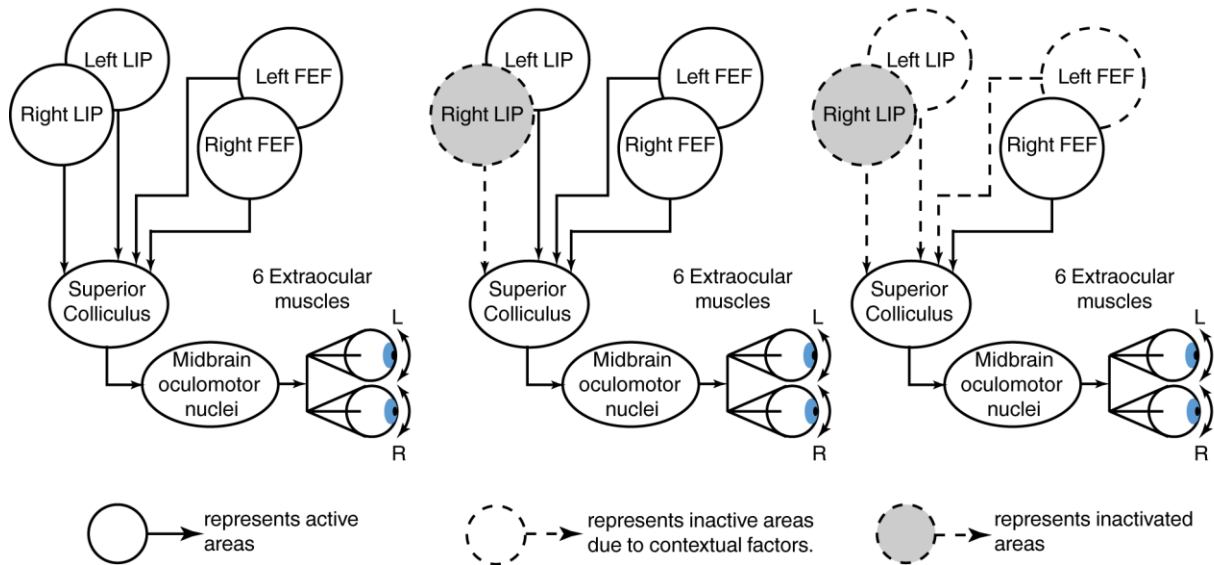 Left LIP
Right LIP
Left FEF
Right FEF
Superior
Colliculus
6 Extraocular
muscles
L
Midbrain
oculomotor
nuclei
R
Left LIP
Right LIP
Left FEF
Right FEF
Superior
Colliculus
6 Extraocular
muscles
L
Midbrain
oculomotor
nuclei
R
Left LIP
Right LIP
Left FEF
Right FEF
Superior
Colliculus
6 Extraocular
muscles
L
Midbrain
oculomotor
nuclei
R
represents active
areas
represents inactive areas
due to contextual factors.
represents inactivated
areas